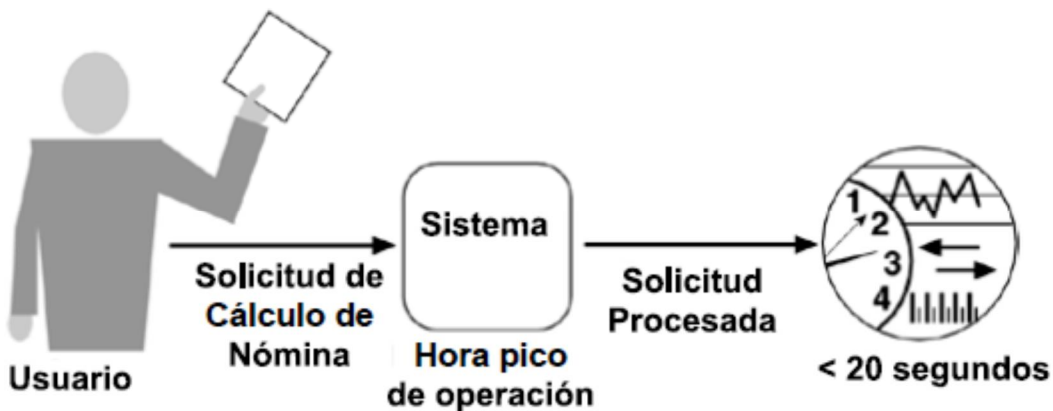 Usuario
Solicitud de
Cálculo de
Nómina
Sistema
Hora pico
de operación
Solicitud
Procesada
1
2
3
4
< 20 segundos